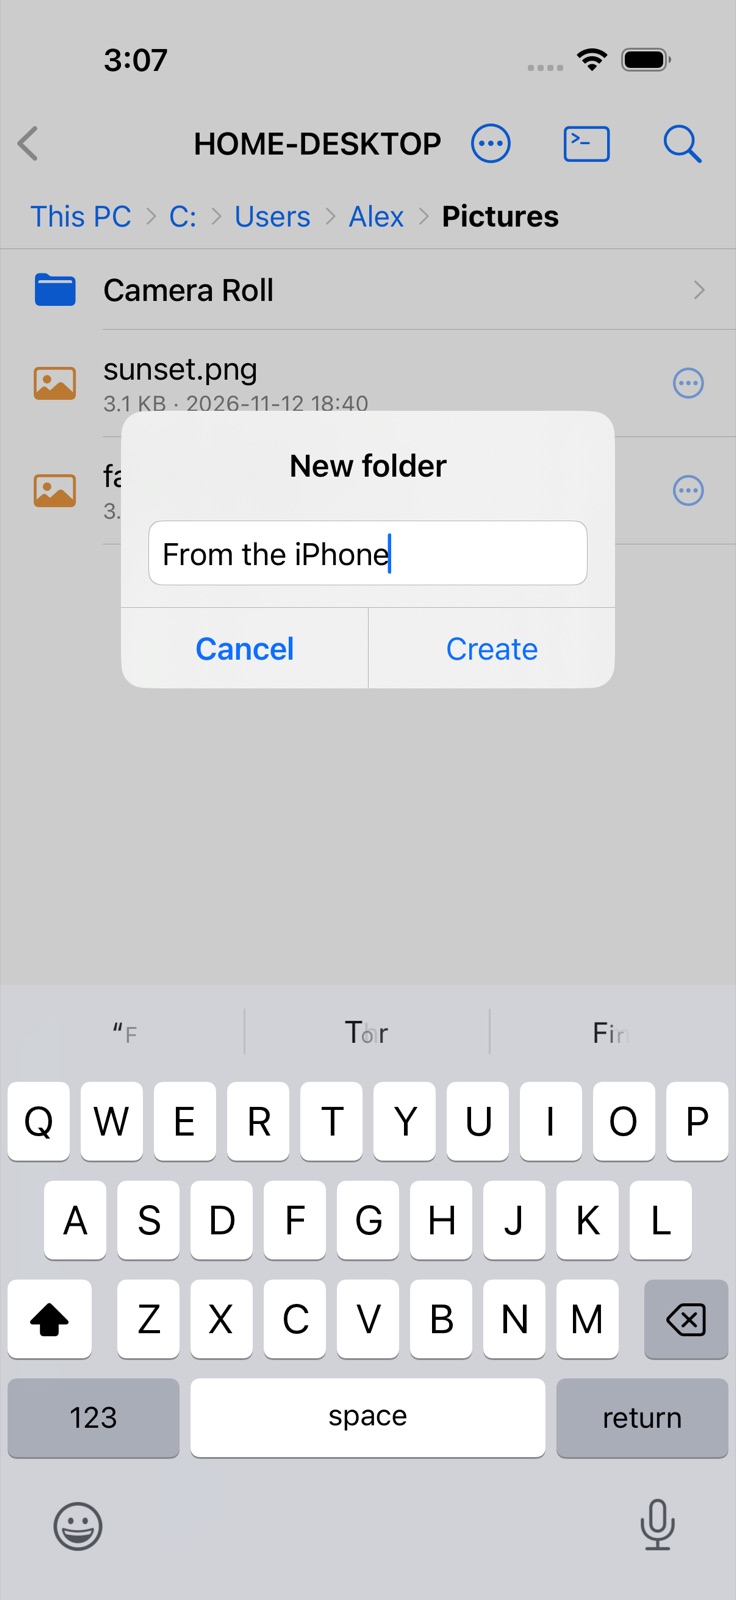 3:07
HOME-DESKTOP
This PC > C: > Users > Alex > Pictures
Camera Roll
sunset.png
3.1 KB · 2026-11-12 18:40
New folder
From the iPhone
Cancel
Create
Q W E R T Y U I O P
A S D F G H J K L
Z X C V B N M
123
space
return